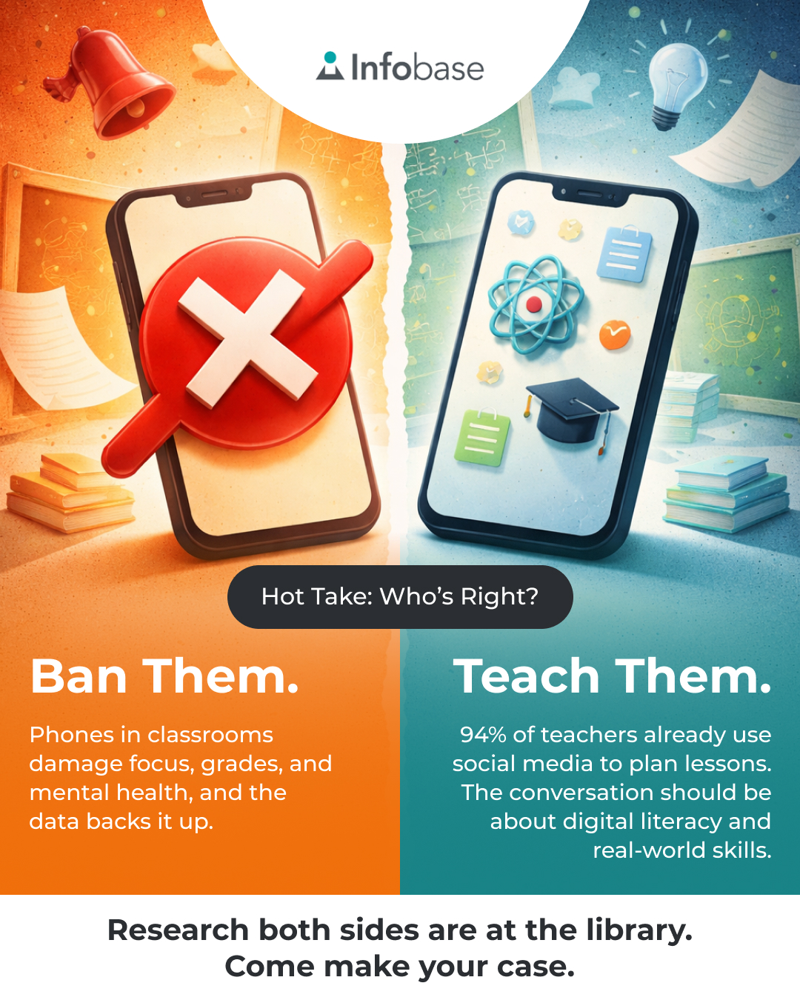 Infobase
Hot Take: Who’s Right?
Ban Them.
Phones in classrooms
damage focus, grades, and
mental health, and the
data backs it up.
Teach Them.
94% of teachers already use
social media to plan lessons.
The conversation should be
about digital literacy and
real-world skills.
Research both sides are at the library.
Come make your case.